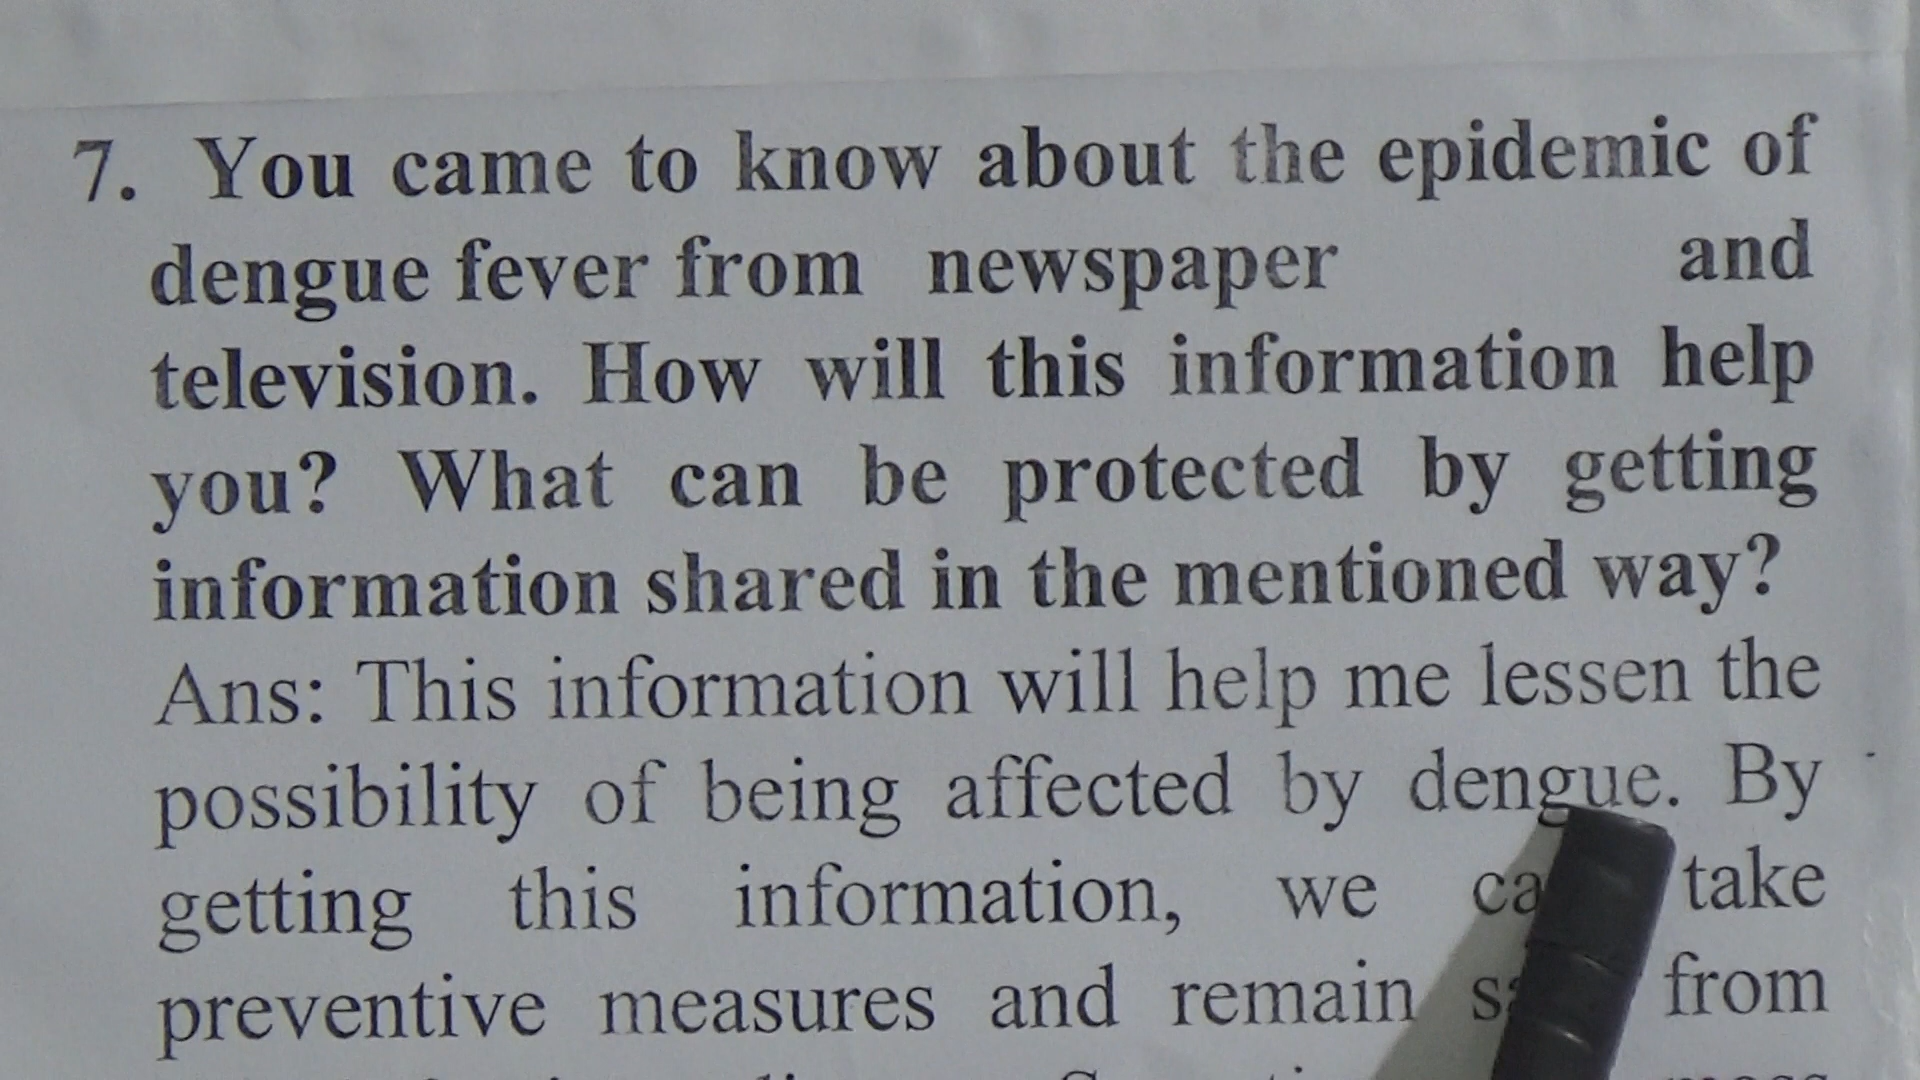 7. You came to know about the epidemic of
dengue fever from newspaper and
television. How will this information help
you? What can be protected by getting
information shared in the mentioned way?
Ans: This information will help me lessen the
possibility of being affected by dengue. By
getting this information, we take
preventive measures and remain from